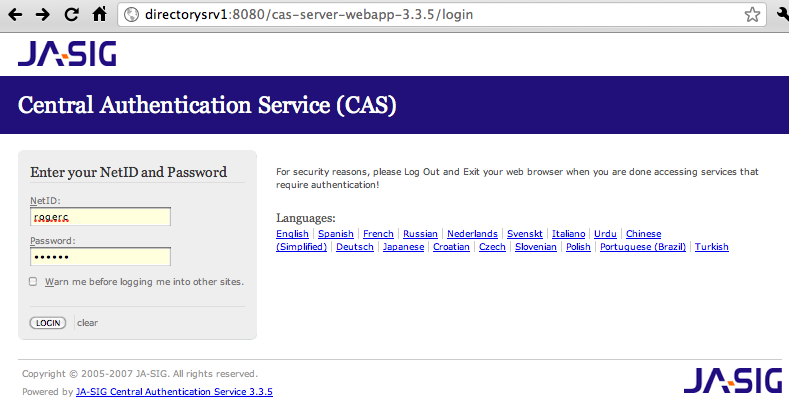 directorysrv1:8080/cas-server-webapp-3.3.5/login
JA-SIG
Central Authentication Service (CAS)
Enter your NetID and Password
NetID:
rogerc
Password:
••••••
Warn me before logging me into other sites.
LOGIN clear
For security reasons, please Log Out and Exit your web browser when you are done accessing services that
require authentication!
Languages:
English | Spanish | French | Russian | Nederlands | Svenskt | Italiano | Urdu | Chinese
(Simplified) | Deutsch | Japanese | Croatian | Czech | Slovenian | Polish | Portuguese (Brazil) | Turkish
Copyright © 2005-2007 JA-SIG. All rights reserved.
Powered by JA-SIG Central Authentication Service 3.3.5
JA-SIG